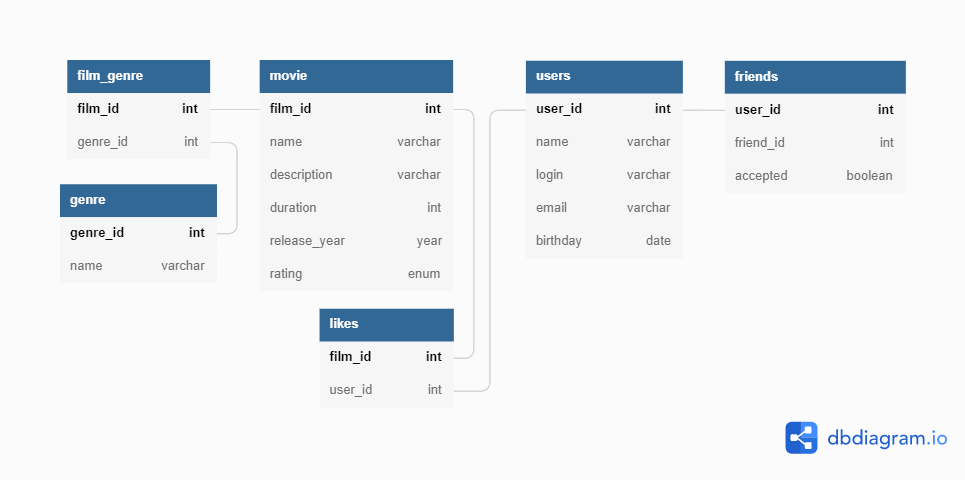 film_genre
film_id int
genre_id int
genre
genre_id int
name varchar
movie
film_id int
name varchar
description varchar
duration int
release_year year
rating enum
likes
film_id int
user_id int
users
user_id int
name varchar
login varchar
email varchar
birthday date
friends
user_id int
friend_id int
accepted boolean
dbdiagram.io